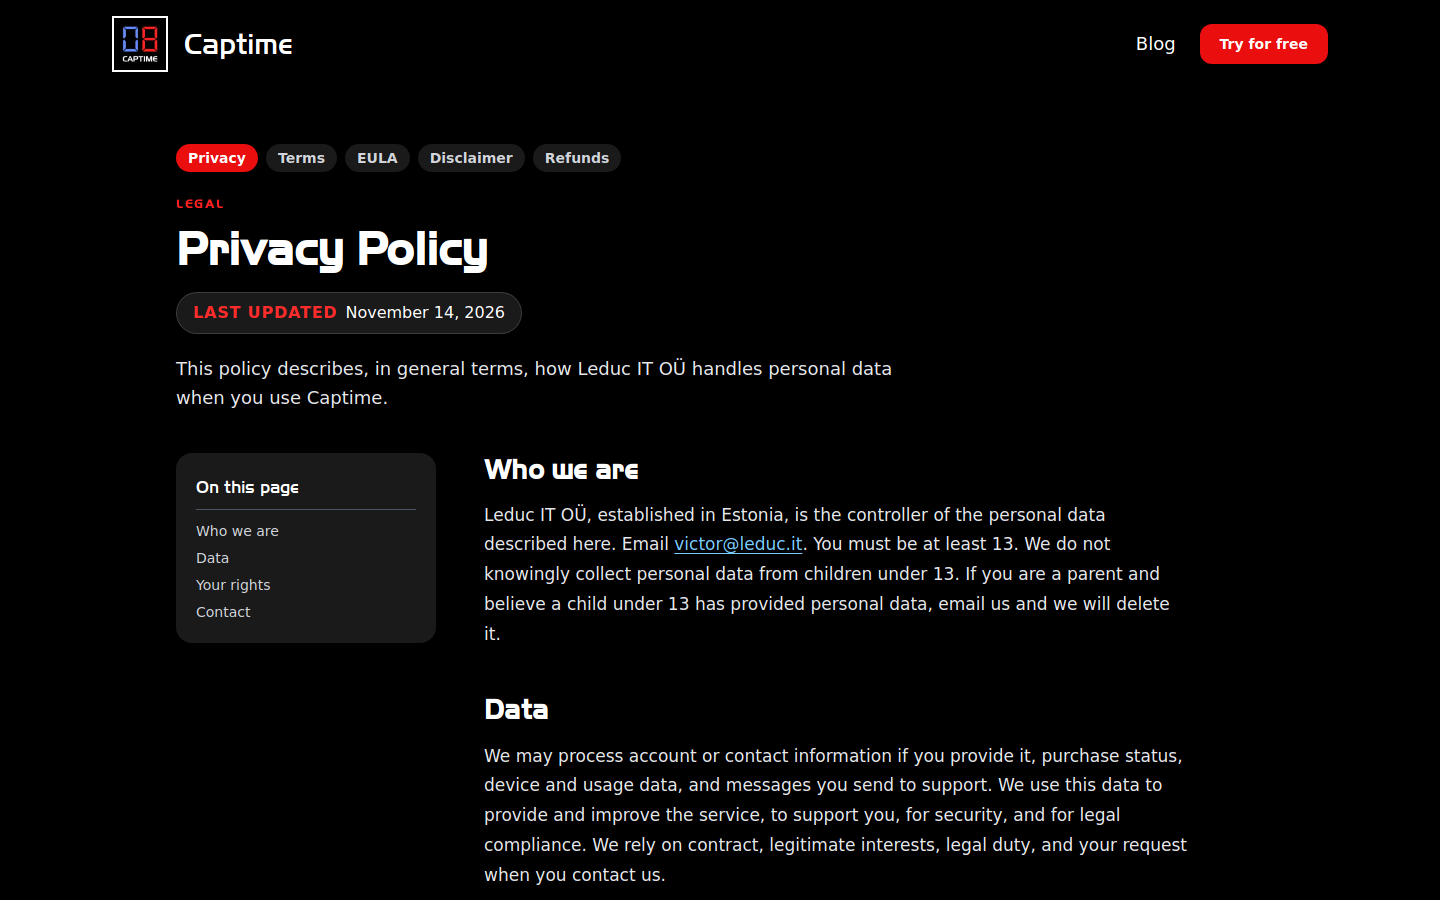 08
CAPTIME
Captime
Blog
Try for free
Privacy
Terms
EULA
Disclaimer
Refunds
LEGAL
Privacy Policy
LAST UPDATED November 14, 2026
This policy describes, in general terms, how Leduc IT OÜ handles personal data
when you use Captime.
On this page
Who we are
Data
Your rights
Contact
Who we are
Leduc IT OÜ, established in Estonia, is the controller of the personal data
described here. Email victor@leduc.it. You must be at least 13. We do not
knowingly collect personal data from children under 13. If you are a parent and
believe a child under 13 has provided personal data, email us and we will delete
it.
Data
We may process account or contact information if you provide it, purchase status,
device and usage data, and messages you send to support. We use this data to
provide and improve the service, to support you, for security, and for legal
compliance. We rely on contract, legitimate interests, legal duty, and your request
when you contact us.